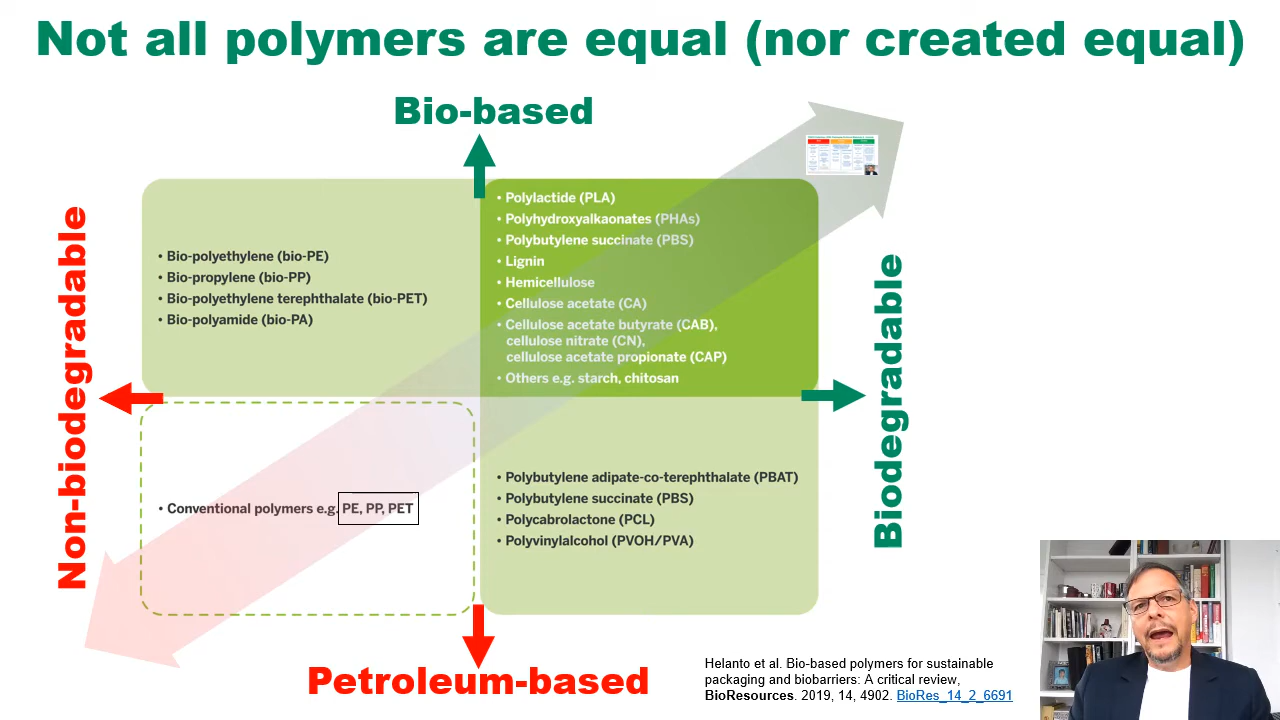 Not all polymers are equal (nor created equal)
Bio-based
Non-biodegradable
• Bio-polyethylene (bio-PE)
• Bio-propylene (bio-PP)
• Bio-polyethylene terephthalate (bio-PET)
• Bio-polyamide (bio-PA)
• Polylactide (PLA)
• Polyhydroxyalkaonates (PHAs)
• Polybutylene succinate (PBS)
• Lignin
• Hemicellulose
• Cellulose acetate (CA)
• Cellulose acetate butyrate (CAB),
cellulose nitrate (CN),
cellulose acetate propionate (CAP)
• Others e.g. starch, chitosan
Biodegradable
• Conventional polymers e.g. PE, PP, PET
• Polybutylene adipate-co-terephthalate (PBAT)
• Polybutylene succinate (PBS)
• Polycabrolactone (PCL)
• Polyvinylalcohol (PVOH/PVA)
Petroleum-based
Helanto et al. Bio-based polymers for sustainable
packaging and biobarriers: A critical review,
BioResources. 2019, 14, 4902. BioRes_14_2_6691